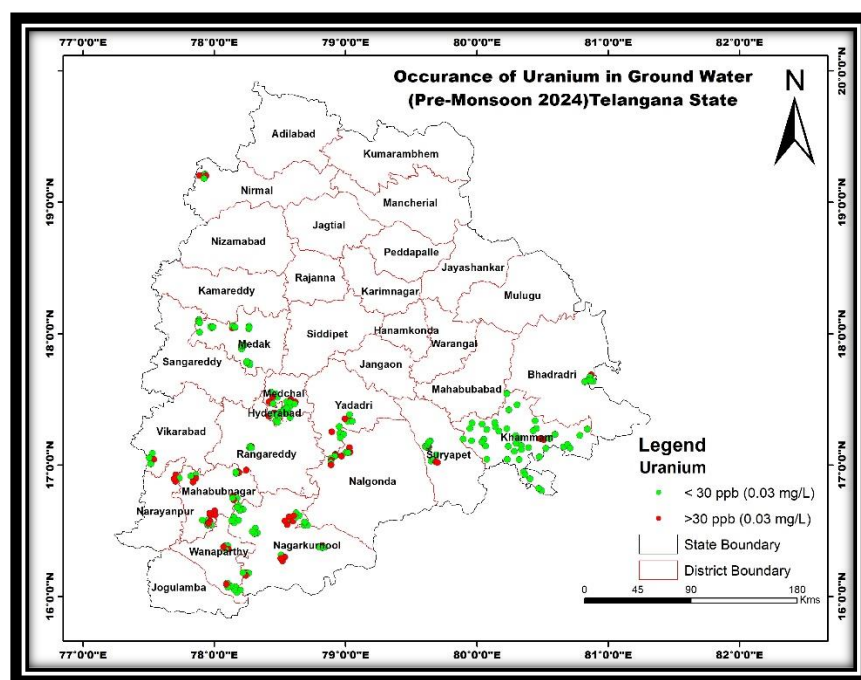 77°0'0"E 78°0'0"E 79°0'0"E 80°0'0"E 81°0'0"E 82°0'0"E
Occurance of Uranium in Ground Water
(Pre-Monsoon 2024)Telangana State
N
20°0'0"N
20°0'0"N
Adilabad
Kumarambhem
19°0'0"N
Nirmal
Mancherial
19°0'0"N
Jagtial
Nizamabad
Peddapalle
Jayashankar
Rajanna
Kamareddy
Karimnagar
Mulugu
18°0'0"N
Siddipet
Hanamkonda
18°0'0"N
Medak
Warangal
Sangareddy
Jangaon
Bhadradri
Mahabubabad
Medchal
Yadadri
Hyderabad
Vikarabad
Khammam
Legend
17°0'0"N
Rangareddy
Suryapet
17°0'0"N
Uranium
Nalgonda
Mahabubnagar
< 30 ppb (0.03 mg/L)
Narayanpur
>30 ppb (0.03 mg/L)
State Boundary
Nagarkurnool
Wanaparthy
District Boundary
Jogulamba
16°0'0"N
0 45 90 180
Kms
16°0'0"N
77°0'0"E 78°0'0"E 79°0'0"E 80°0'0"E 81°0'0"E 82°0'0"E